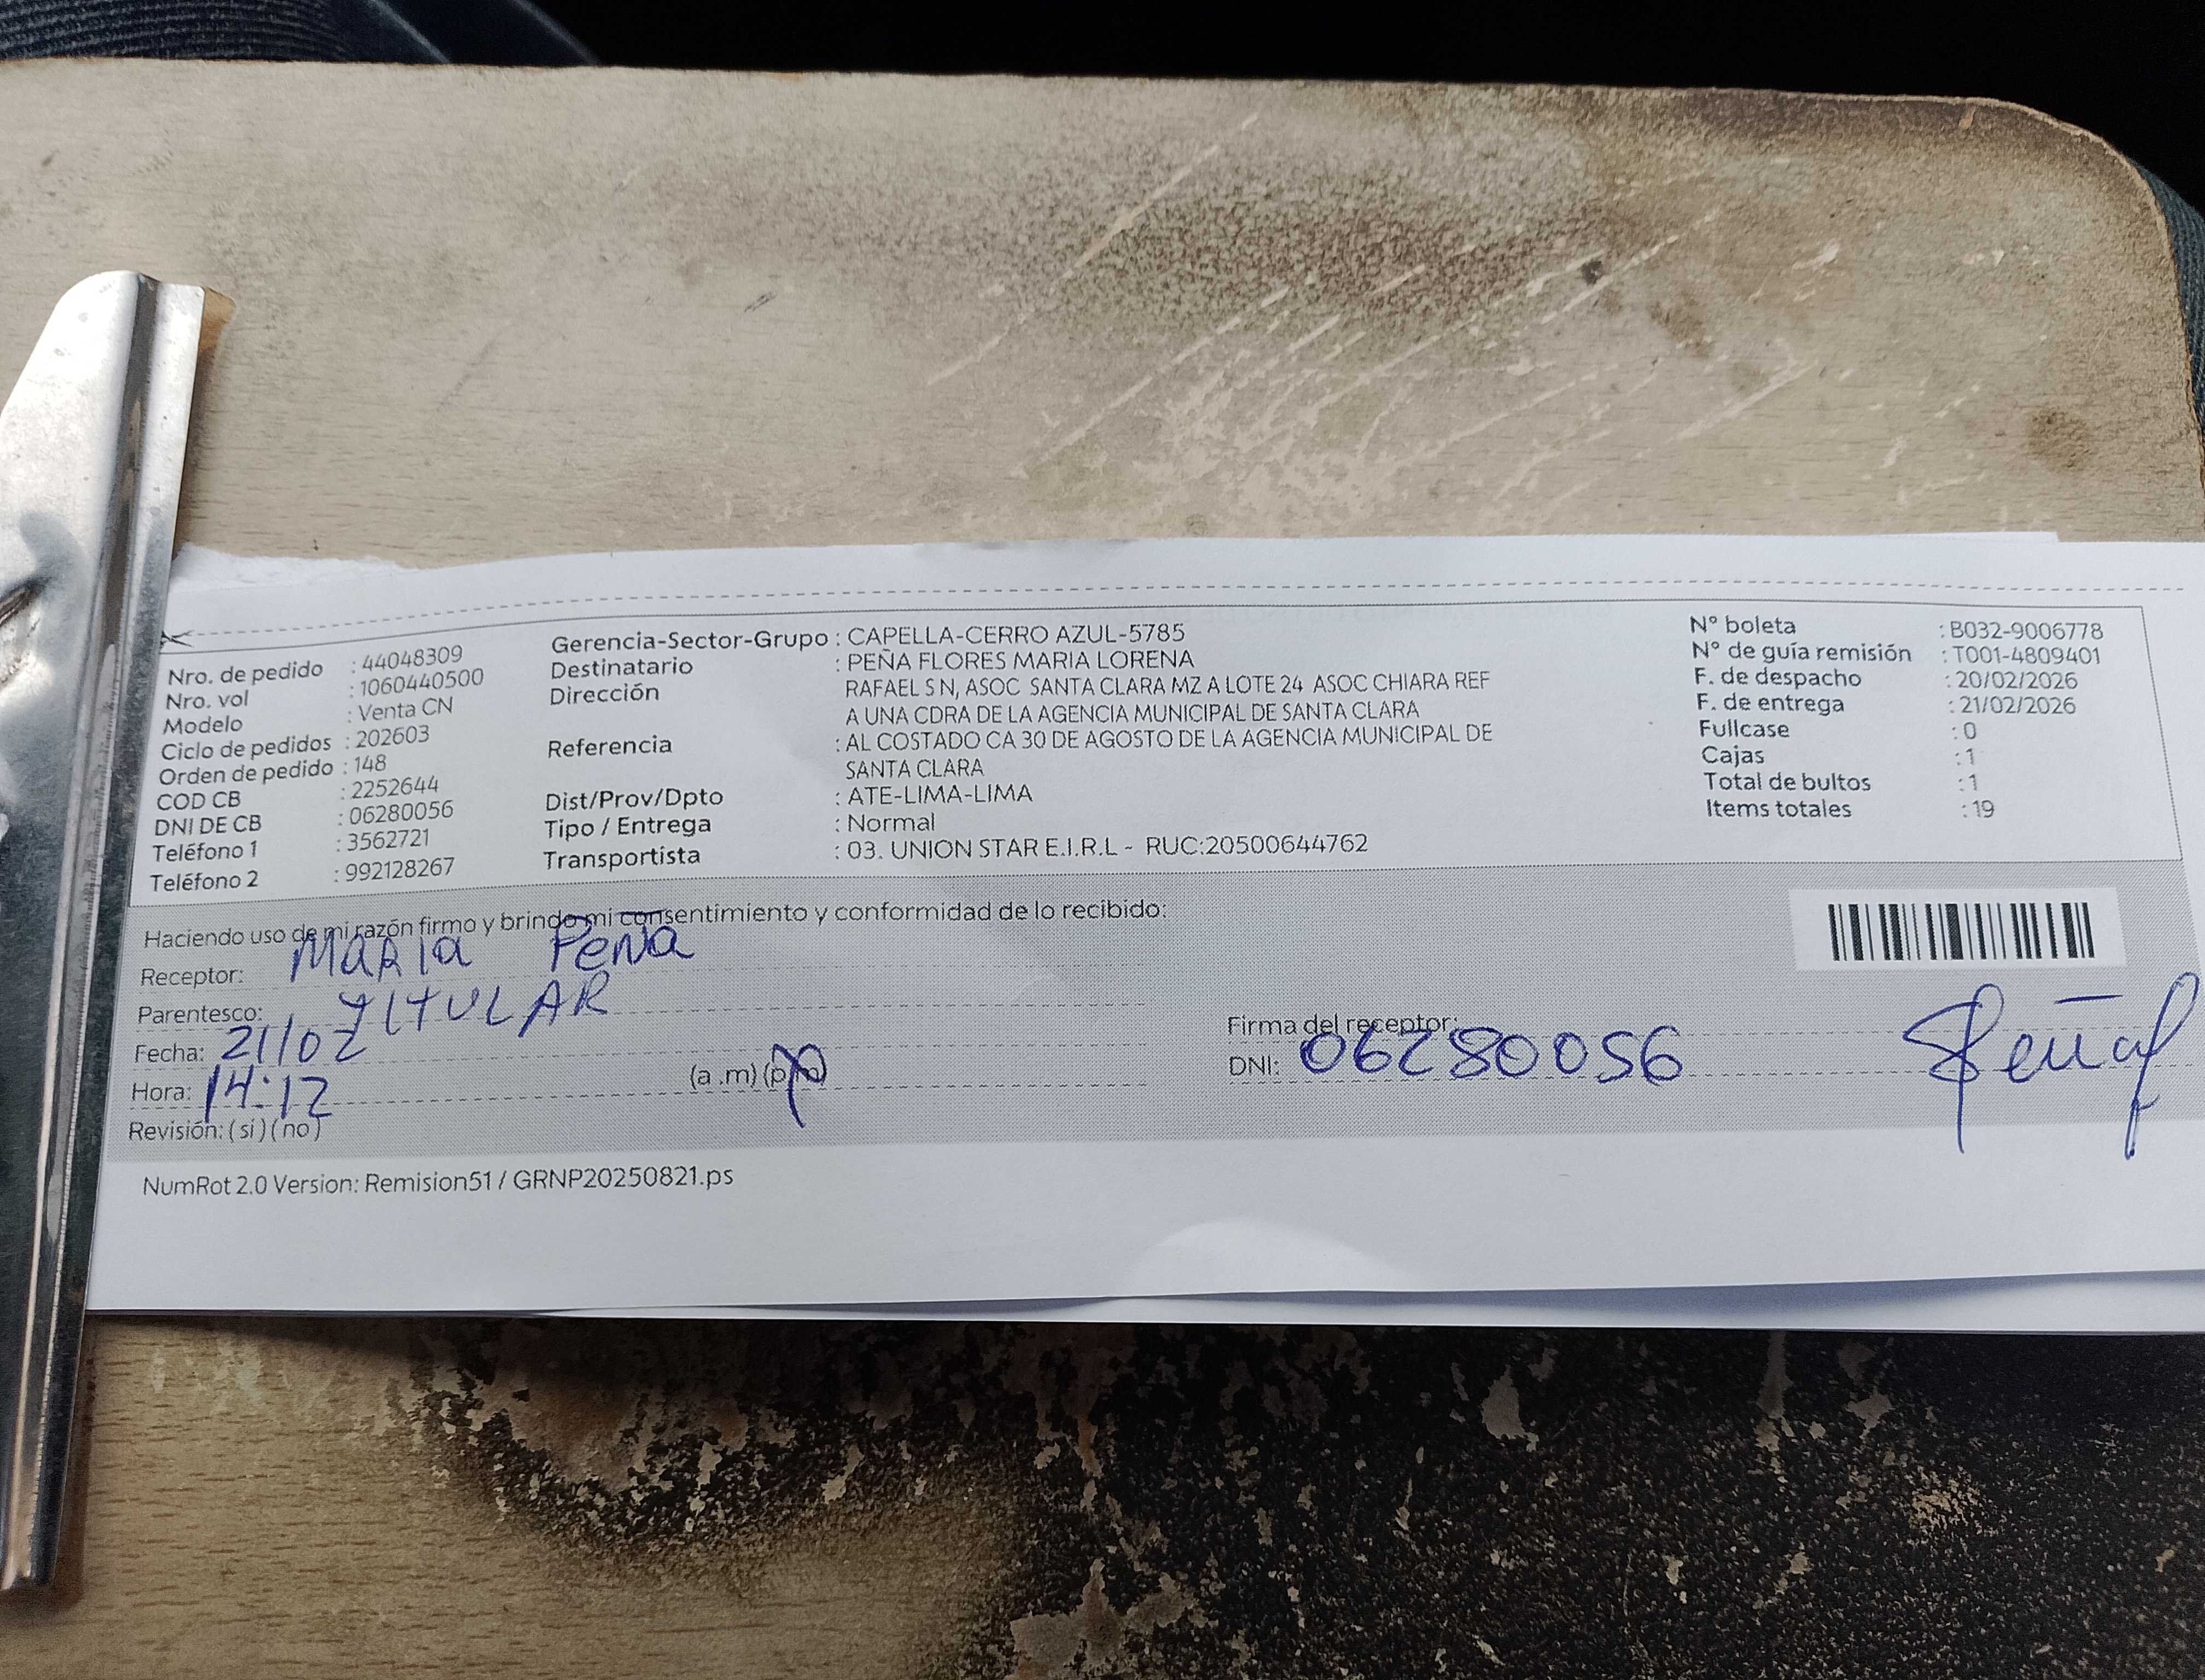 Nro. de pedido : 44048309
Nro. vol : 1060440500
Modelo : Venta CN
Ciclo de pedidos : 202603
Orden de pedido : 148
COD CB : 2252644
DNI DE CB : 06280056
Teléfono 1 : 3562721
Teléfono 2 : 992128267
Gerencia-Sector-Grupo : CAPELLA-CERRO AZUL-5785
Destinatario : PEÑA FLORES MARIA LORENA
Dirección RAFAEL S N, ASOC SANTA CLARA MZ A LOTE 24 ASOC CHIARA REF
A UNA CDRA DE LA AGENCIA MUNICIPAL DE SANTA CLARA
Referencia : AL COSTADO CA 30 DE AGOSTO DE LA AGENCIA MUNICIPAL DE
SANTA CLARA
Dist/Prov/Dpto : ATE-LIMA-LIMA
Tipo / Entrega : Normal
Transportista : 03. UNION STAR E.I.R.L - RUC:20500644762
N° boleta : B032-9006778
N° de guía remisión : T001-4809401
F. de despacho : 20/02/2026
F. de entrega : 21/02/2026
Fullcase : 0
Cajas : 1
Total de bultos : 1
Items totales : 19
Haciendo uso de mi razón firmo y brindo mi consentimiento y conformidad de lo recibido:
Receptor: MARIA Peña
Parentesco: TITULAR
Fecha: 21/02
Hora: 14:12 (a .m) (p.m)
Revisión: ( si ) ( no )
Firma del receptor: Peñaf
DNI: 06280056
NumRot 2.0 Version: Remision51 / GRNP20250821.ps